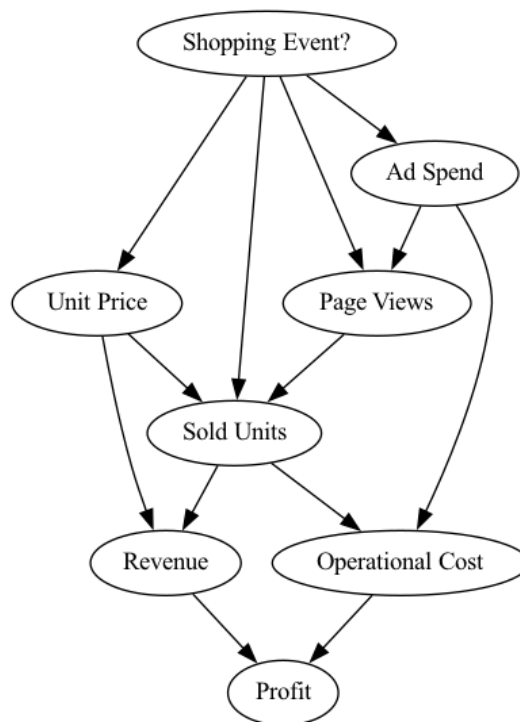 Shopping Event?
Ad Spend
Unit Price
Page Views
Sold Units
Revenue
Operational Cost
Profit